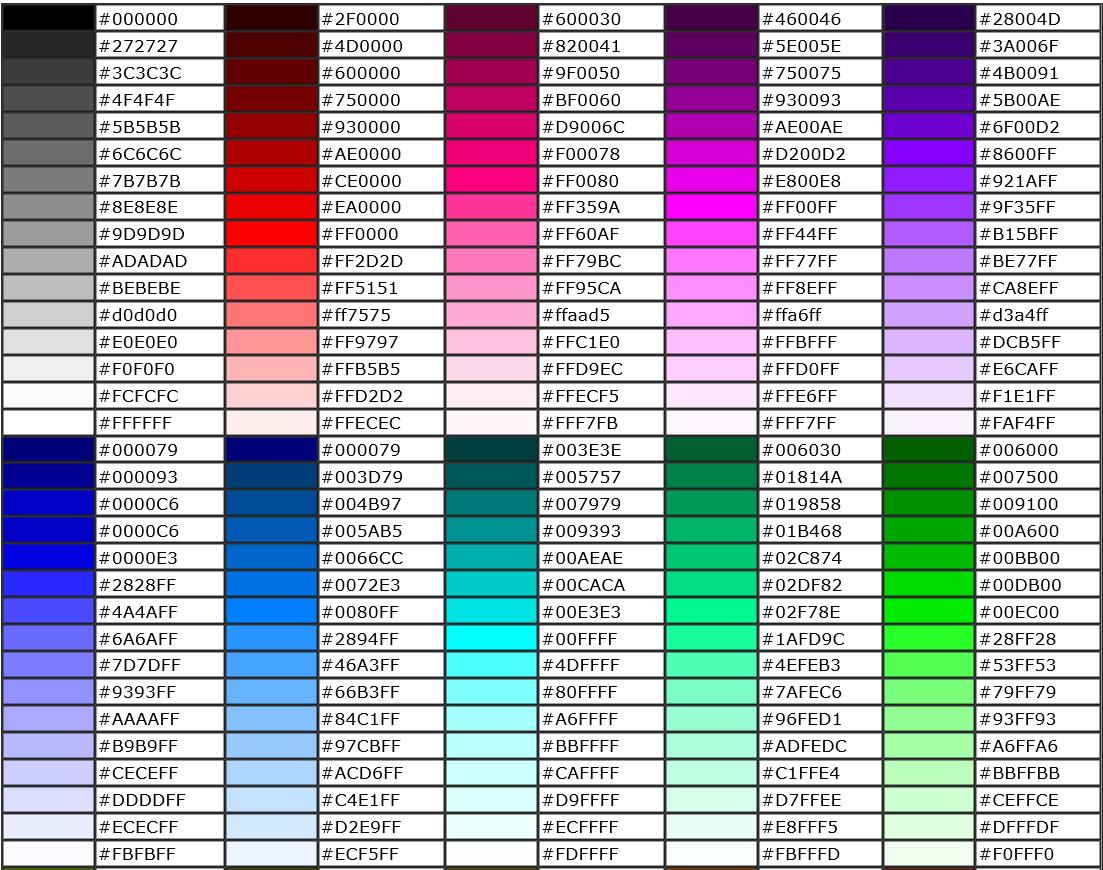 #000000 #2F0000 #600030 #460046 #28004D
#272727 #4D0000 #820041 #5E005E #3A006F
#3C3C3C #600000 #9F0050 #750075 #4B0091
#4F4F4F #750000 #BF0060 #930093 #5B00AE
#5B5B5B #930000 #D9006C #AE00AE #6F00D2
#6C6C6C #AE0000 #F00078 #D200D2 #8600FF
#7B7B7B #CE0000 #FF0080 #E800E8 #921AFF
#8E8E8E #EA0000 #FF359A #FF00FF #9F35FF
#9D9D9D #FF0000 #FF60AF #FF44FF #B15BFF
#ADADAD #FF2D2D #FF79BC #FF77FF #BE77FF
#BEBEBE #FF5151 #FF95CA #FF8EFF #CA8EFF
#d0d0d0 #ff7575 #ffaad5 #ffa6ff #d3a4ff
#E0E0E0 #FF9797 #FFC1E0 #FFBFFF #DCB5FF
#F0F0F0 #FFB5B5 #FFD9EC #FFD0FF #E6CAFF
#FCFCFC #FFD2D2 #FFECF5 #FFE6FF #F1E1FF
#FFFFFF #FFECEC #FFF7FB #FFF7FF #FAF4FF
#000079 #000079 #003E3E #006030 #006000
#000093 #003D79 #005757 #01814A #007500
#0000C6 #004B97 #007979 #019858 #009100
#0000C6 #005AB5 #009393 #01B468 #00A600
#0000E3 #0066CC #00AEAE #02C874 #00BB00
#2828FF #0072E3 #00CACA #02DF82 #00DB00
#4A4AFF #0080FF #00E3E3 #02F78E #00EC00
#6A6AFF #2894FF #00FFFF #1AFD9C #28FF28
#7D7DFF #46A3FF #4DFFFF #4EFEB3 #53FF53
#9393FF #66B3FF #80FFFF #7AFEC6 #79FF79
#AAAAFF #84C1FF #A6FFFF #96FED1 #93FF93
#B9B9FF #97CBFF #BBFFFF #ADFEDC #A6FFA6
#CECEFF #ACD6FF #CAFFFF #C1FFE4 #BBFFBB
#DDDDFF #C4E1FF #D9FFFF #D7FFEE #CEFFCE
#ECECFF #D2E9FF #ECFFFF #E8FFF5 #DFFFDF
#FBFBFF #ECF5FF #FDFFFF #FBFFFD #F0FFF0